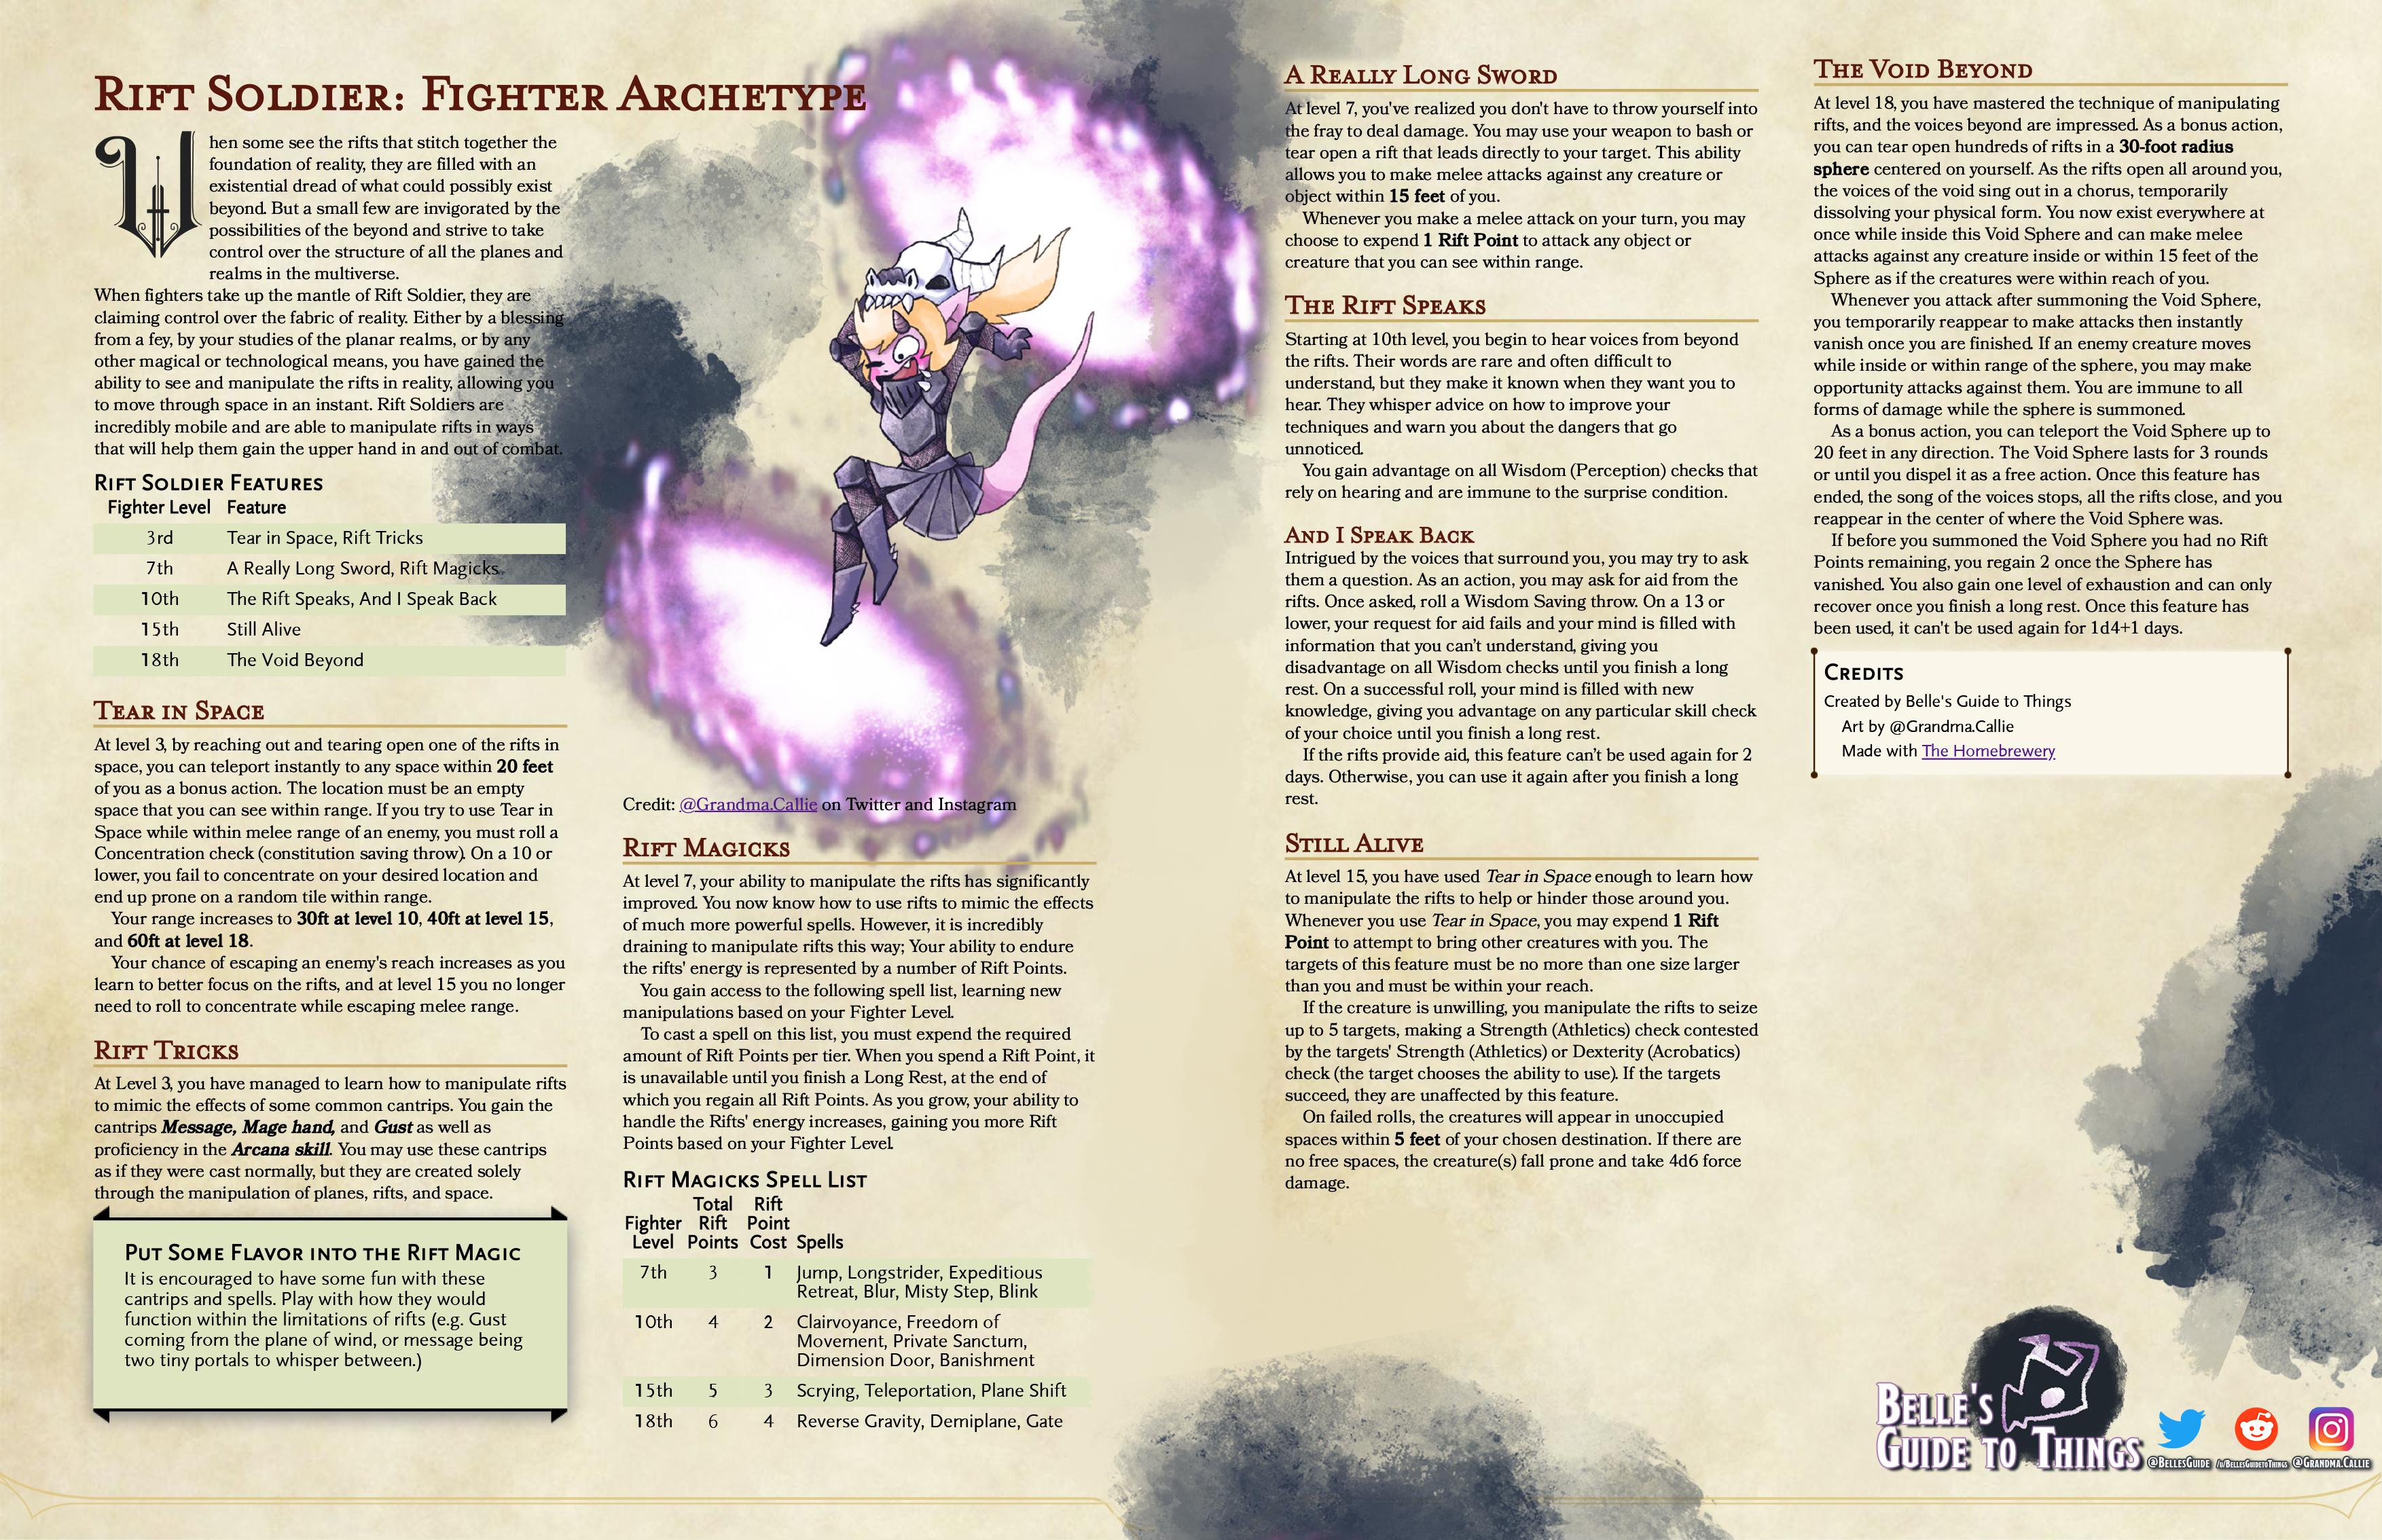 Rift Soldier: Fighter Archetype
When some see the rifts that stitch together the
foundation of reality, they are filled with an
existential dread of what could possibly exist
beyond. But a small few are invigorated by the
possibilities of the beyond and strive to take
control over the structure of all the planes and
realms in the multiverse.
When fighters take up the mantle of Rift Soldier, they are
claiming control over the fabric of reality. Either by a blessing
from a fey, by your studies of the planar realms, or by any
other magical or technological means, you have gained the
ability to see and manipulate the rifts in reality, allowing you
to move through space in an instant. Rift Soldiers are
incredibly mobile and are able to manipulate rifts in ways
that will help them gain the upper hand in and out of combat.
Rift Soldier Features
Fighter Level Feature
3rd Tear in Space, Rift Tricks
7th A Really Long Sword, Rift Magicks
10th The Rift Speaks, And I Speak Back
15th Still Alive
18th The Void Beyond
Tear in Space
At level 3, by reaching out and tearing open one of the rifts in
space, you can teleport instantly to any space within 20 feet
of you as a bonus action. The location must be an empty
space that you can see within range. If you try to use Tear in
Space while within melee range of an enemy, you must roll a
Concentration check (constitution saving throw). On a 10 or
lower, you fail to concentrate on your desired location and
end up prone on a random tile within range.
Your range increases to 30ft at level 10, 40ft at level 15,
and 60ft at level 18.
Your chance of escaping an enemy's reach increases as you
learn to better focus on the rifts, and at level 15 you no longer
need to roll to concentrate while escaping melee range.
Rift Tricks
At Level 3, you have managed to learn how to manipulate rifts
to mimic the effects of some common cantrips. You gain the
cantrips Message, Mage hand, and Gust as well as
proficiency in the Arcana skill. You may use these cantrips
as if they were cast normally, but they are created solely
through the manipulation of planes, rifts, and space.
Put Some Flavor into the Rift Magic
It is encouraged to have some fun with these
cantrips and spells. Play with how they would
function within the limitations of rifts (e.g. Gust
coming from the plane of wind, or message being
two tiny portals to whisper between.)
Credit: @Grandma.Callie on Twitter and Instagram
Rift Magicks
At level 7, your ability to manipulate the rifts has significantly
improved. You now know how to use rifts to mimic the effects
of much more powerful spells. However, it is incredibly
draining to manipulate rifts this way; Your ability to endure
the rifts' energy is represented by a number of Rift Points.
You gain access to the following spell list, learning new
manipulations based on your Fighter Level.
To cast a spell on this list, you must expend the required
amount of Rift Points per tier. When you spend a Rift Point, it
is unavailable until you finish a Long Rest, at the end of
which you regain all Rift Points. As you grow, your ability to
handle the Rifts' energy increases, gaining you more Rift
Points based on your Fighter Level.
Rift Magicks Spell List
Total Rift
Fighter Rift Point
Level Points Cost Spells
7th 3 1 Jump, Longstrider, Expeditious
Retreat, Blur, Misty Step, Blink
10th 4 2 Clairvoyance, Freedom of
Movement, Private Sanctum,
Dimension Door, Banishment
15th 5 3 Scrying, Teleportation, Plane Shift
18th 6 4 Reverse Gravity, Demiplane, Gate
A Really Long Sword
At level 7, you've realized you don't have to throw yourself into
the fray to deal damage. You may use your weapon to bash or
tear open a rift that leads directly to your target. This ability
allows you to make melee attacks against any creature or
object within 15 feet of you.
Whenever you make a melee attack on your turn, you may
choose to expend 1 Rift Point to attack any object or
creature that you can see within range.
The Rift Speaks
Starting at 10th level, you begin to hear voices from beyond
the rifts. Their words are rare and often difficult to
understand, but they make it known when they want you to
hear. They whisper advice on how to improve your
techniques and warn you about the dangers that go
unnoticed.
You gain advantage on all Wisdom (Perception) checks that
rely on hearing and are immune to the surprise condition.
And I Speak Back
Intrigued by the voices that surround you, you may try to ask
them a question. As an action, you may ask for aid from the
rifts. Once asked, roll a Wisdom Saving throw. On a 13 or
lower, your request for aid fails and your mind is filled with
information that you can't understand, giving you
disadvantage on all Wisdom checks until you finish a long
rest. On a successful roll, your mind is filled with new
knowledge, giving you advantage on any particular skill check
of your choice until you finish a long rest.
If the rifts provide aid, this feature can't be used again for 2
days. Otherwise, you can use it again after you finish a long
rest.
Still Alive
At level 15, you have used Tear in Space enough to learn how
to manipulate the rifts to help or hinder those around you.
Whenever you use Tear in Space, you may expend 1 Rift
Point to attempt to bring other creatures with you. The
targets of this feature must be no more than one size larger
than you and must be within your reach.
If the creature is unwilling, you manipulate the rifts to seize
up to 5 targets, making a Strength (Athletics) check contested
by the targets' Strength (Athletics) or Dexterity (Acrobatics)
check (the target chooses the ability to use). If the targets
succeed, they are unaffected by this feature.
On failed rolls, the creatures will appear in unoccupied
spaces within 5 feet of your chosen destination. If there are
no free spaces, the creature(s) fall prone and take 4d6 force
damage.
The Void Beyond
At level 18, you have mastered the technique of manipulating
rifts, and the voices beyond are impressed. As a bonus action,
you can tear open hundreds of rifts in a 30-foot radius
sphere centered on yourself. As the rifts open all around you,
the voices of the void sing out in a chorus, temporarily
dissolving your physical form. You now exist everywhere at
once while inside this Void Sphere and can make melee
attacks against any creature inside or within 15 feet of the
Sphere as if the creatures were within reach of you.
Whenever you attack after summoning the Void Sphere,
you temporarily reappear to make attacks then instantly
vanish once you are finished. If an enemy creature moves
while inside or within range of the sphere, you may make
opportunity attacks against them. You are immune to all
forms of damage while the sphere is summoned.
As a bonus action, you can teleport the Void Sphere up to
20 feet in any direction. The Void Sphere lasts for 3 rounds
or until you dispel it as a free action. Once this feature has
ended, the song of the voices stops, all the rifts close, and you
reappear in the center of where the Void Sphere was.
If before you summoned the Void Sphere you had no Rift
Points remaining, you regain 2 once the Sphere has
vanished. You also gain one level of exhaustion and can only
recover once you finish a long rest. Once this feature has
been used, it can't be used again for 1d4+1 days.
Credits
Created by Belle's Guide to Things
Art by @Grandma.Callie
Made with The Homebrewery
Belle's
Guide to Things
@BellesGuide /u/BellesGuidetoThings @Grandma.Callie